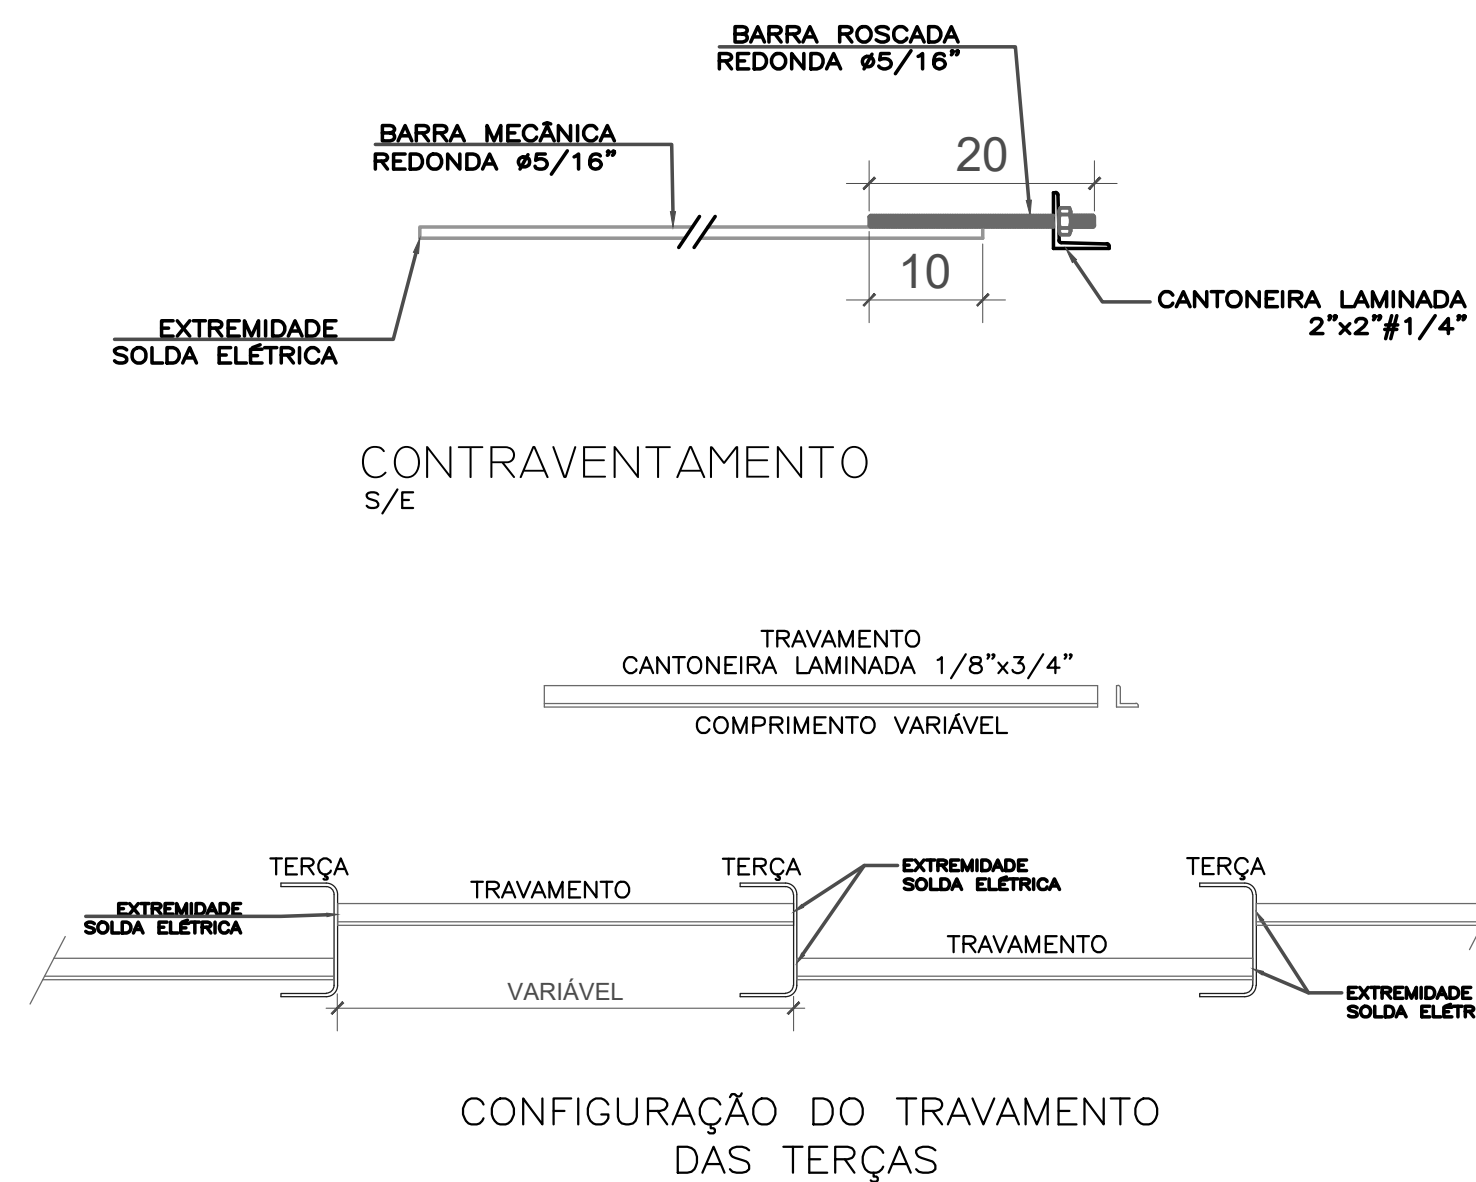 BARRA ROSCADA
REDONDA ø5/16"
BARRA MECÂNICA
REDONDA ø5/16"
20
10
EXTREMIDADE
SOLDA ELÉTRICA
CANTONEIRA LAMINADA
2"x2"#1/4"
CONTRAVENTAMENTO
S/E
TRAVAMENTO
CANTONEIRA LAMINADA 1/8"x3/4"
COMPRIMENTO VARIÁVEL
TERÇA
TERÇA
TERÇA
EXTREMIDADE
SOLDA ELÉTRICA
TRAVAMENTO
EXTREMIDADE
SOLDA ELÉTRICA
TRAVAMENTO
VARIÁVEL
EXTREMIDADE
SOLDA ELÉTR
CONFIGURAÇÃO DO TRAVAMENTO
DAS TERÇAS